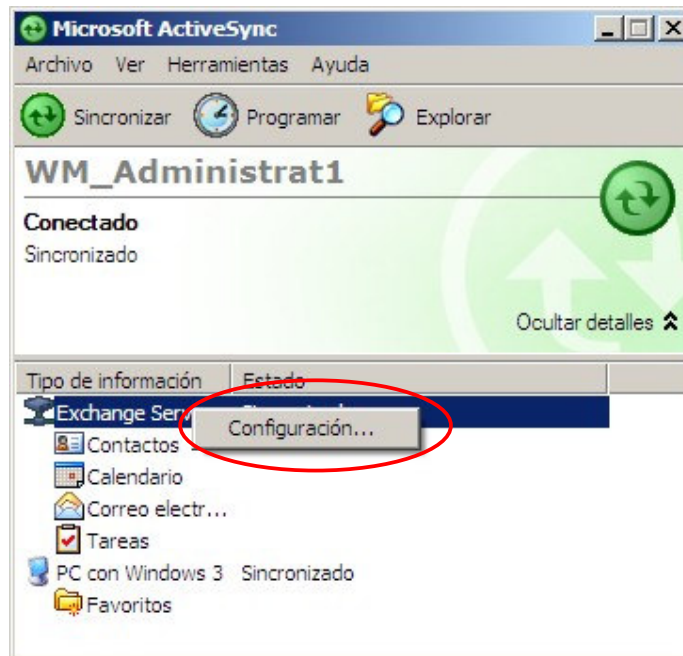 Microsoft ActiveSync
Archivo Ver Herramientas Ayuda
Sincronizar Programar Explorar
WM_Administrat1
Conectado
Sincronizado
Ocultar detalles
Tipo de información Estado
Exchange Serv
Configuración...
Contactos
Calendario
Correo electr...
Tareas
PC con Windows 3 Sincronizado
Favoritos